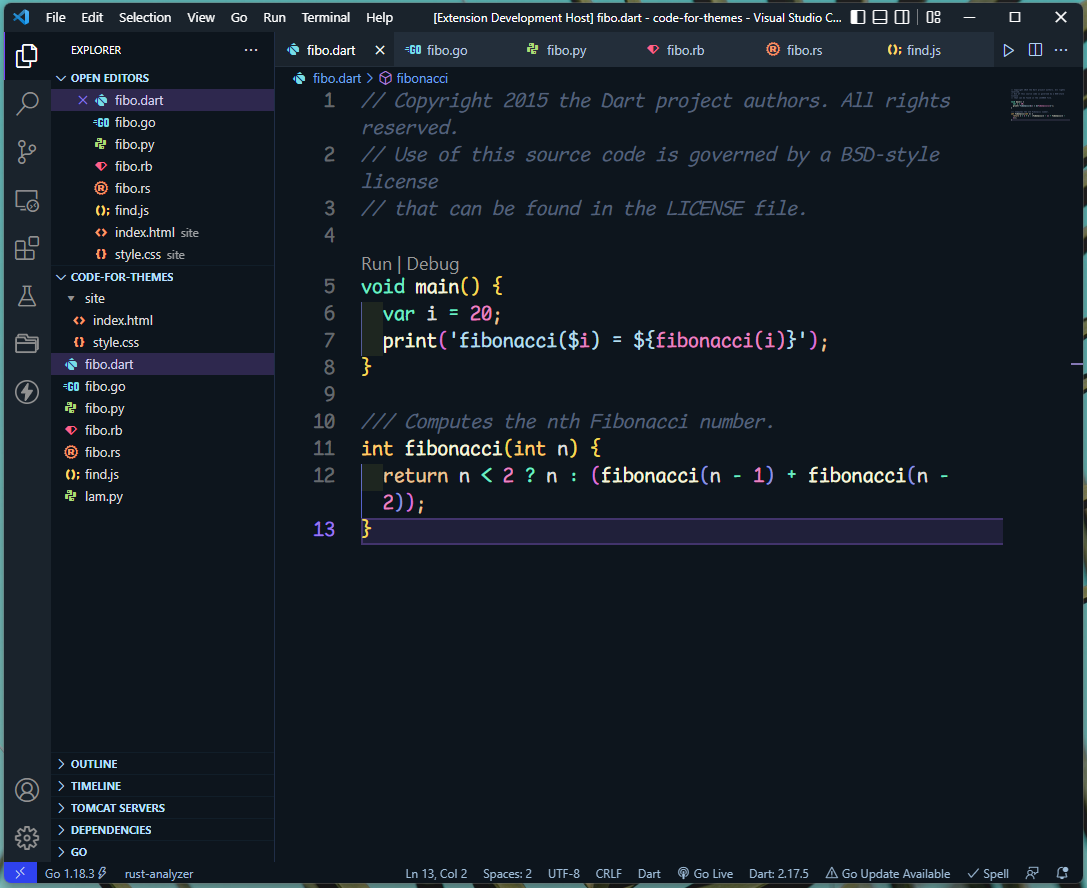 File Edit Selection View Go Run Terminal Help [Extension Development Host] fibo.dart - code-for-themes - Visual Studio C...
EXPLORER
OPEN EDITORS
fibo.dart
GO fibo.go
fibo.py
fibo.rb
fibo.rs
(); find.js
index.html site
style.css site
CODE-FOR-THEMES
site
index.html
style.css
fibo.dart
GO fibo.go
fibo.py
fibo.rb
fibo.rs
(); find.js
lam.py
OUTLINE
TIMELINE
TOMCAT SERVERS
DEPENDENCIES
GO
fibo.dart GO fibo.go fibo.py fibo.rb fibo.rs (); find.js
fibo.dart > fibonacci
1 // Copyright 2015 the Dart project authors. All rights
reserved.
2 // Use of this source code is governed by a BSD-style
license
3 // that can be found in the LICENSE file.
4
Run | Debug
5 void main() {
6 var i = 20;
7 print('fibonacci($i) = ${fibonacci(i)}');
8 }
9
10 /// Computes the nth Fibonacci number.
11 int fibonacci(int n) {
12 return n < 2 ? n : (fibonacci(n - 1) + fibonacci(n -
2));
13 }
Go 1.18.3 rust-analyzer Ln 13, Col 2 Spaces: 2 UTF-8 CRLF Dart Go Live Dart: 2.17.5 Go Update Available Spell